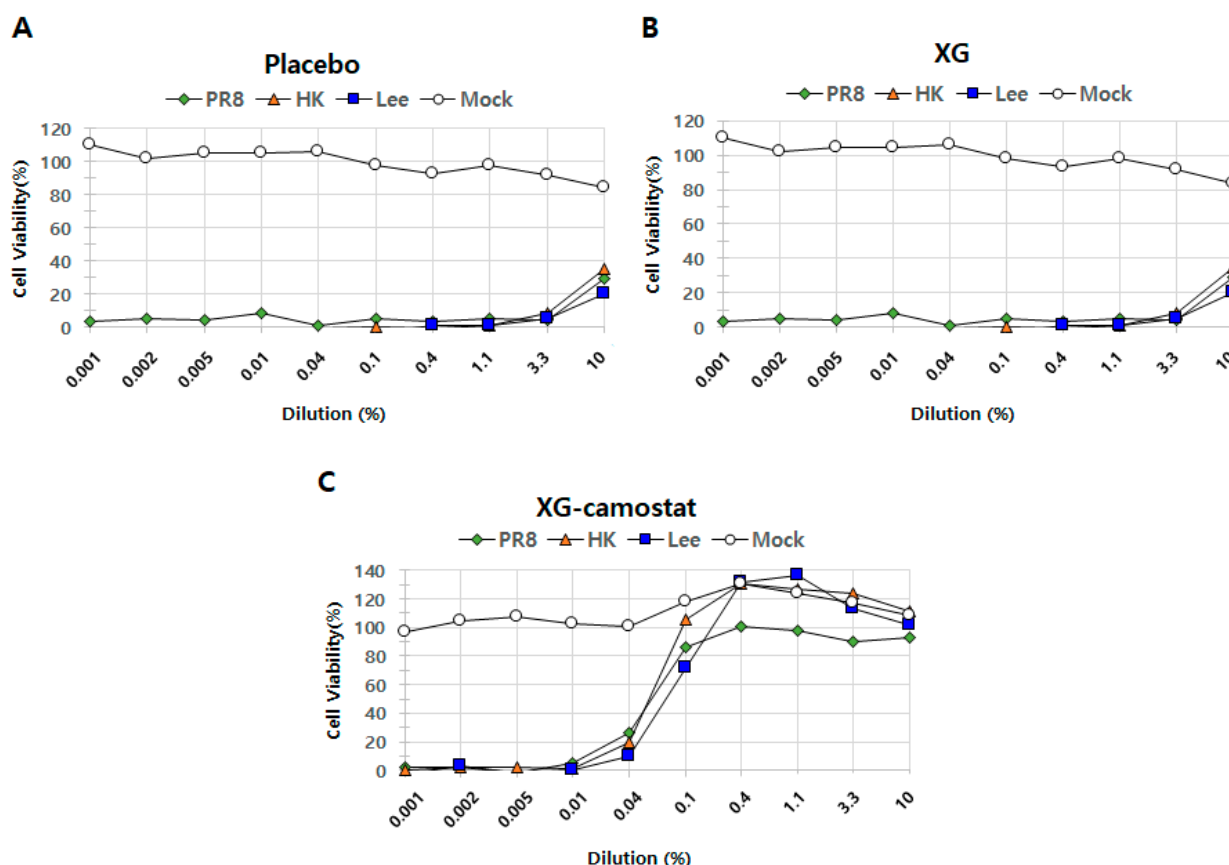 A
Placebo
PR8 HK Lee Mock
120
100
80
60
40
20
0
Cell Viability(%)
0.001 0.002 0.005 0.01 0.04 0.1 0.4 1.1 3.3 10
Dilution (%)
B
XG
PR8 HK Lee Mock
120
100
80
60
40
20
0
Cell Viability(%)
0.001 0.002 0.005 0.01 0.04 0.1 0.4 1.1 3.3 10
Dilution (%)
C
XG-camostat
PR8 HK Lee Mock
140
120
100
80
60
40
20
0
Cell Viability(%)
0.001 0.002 0.005 0.01 0.04 0.1 0.4 1.1 3.3 10
Dilution (%)